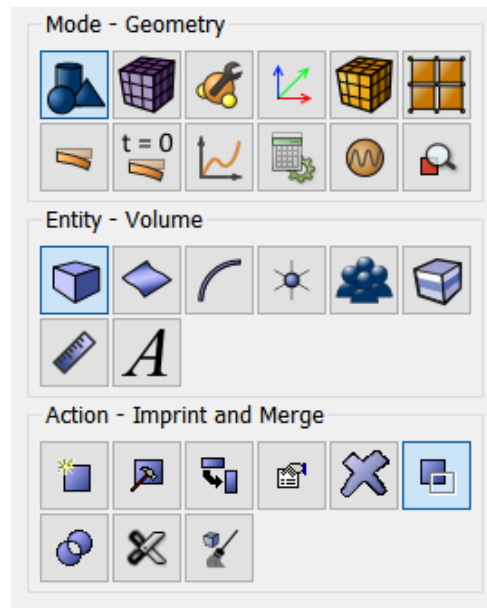 Mode - Geometry
t = 0
Entity - Volume
A
Action - Imprint and Merge